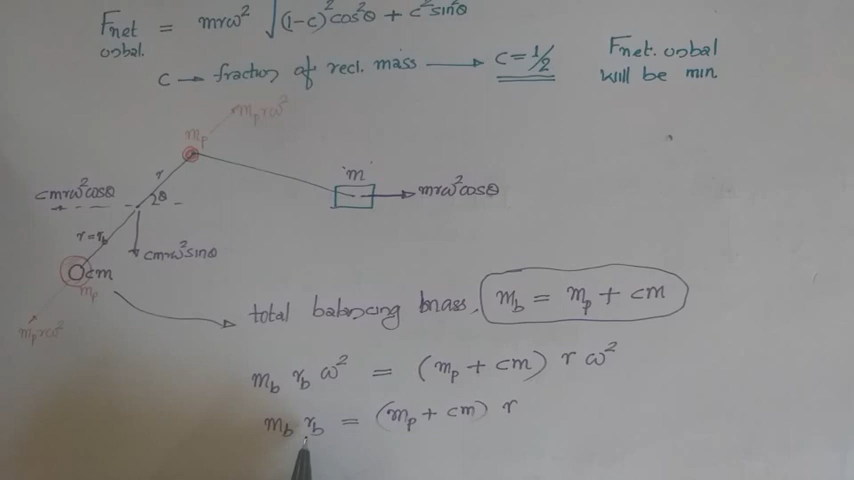 Fnet = mrω² √(1-c)²cos²θ + c²sin²θ
unbal.
c → fraction of reci. mass → c = 1/2
Fnet. unbal
will be min.
mp
mprω²
r
θ
m
mrω²cosθ
cmrω²cosθ
r=rb
cmrω²sinθ
cm
mp
mprω²
total balancing mass, mb = mp + cm
mb rb ω² = (mp + cm) r ω²
mb rb = (mp + cm) r